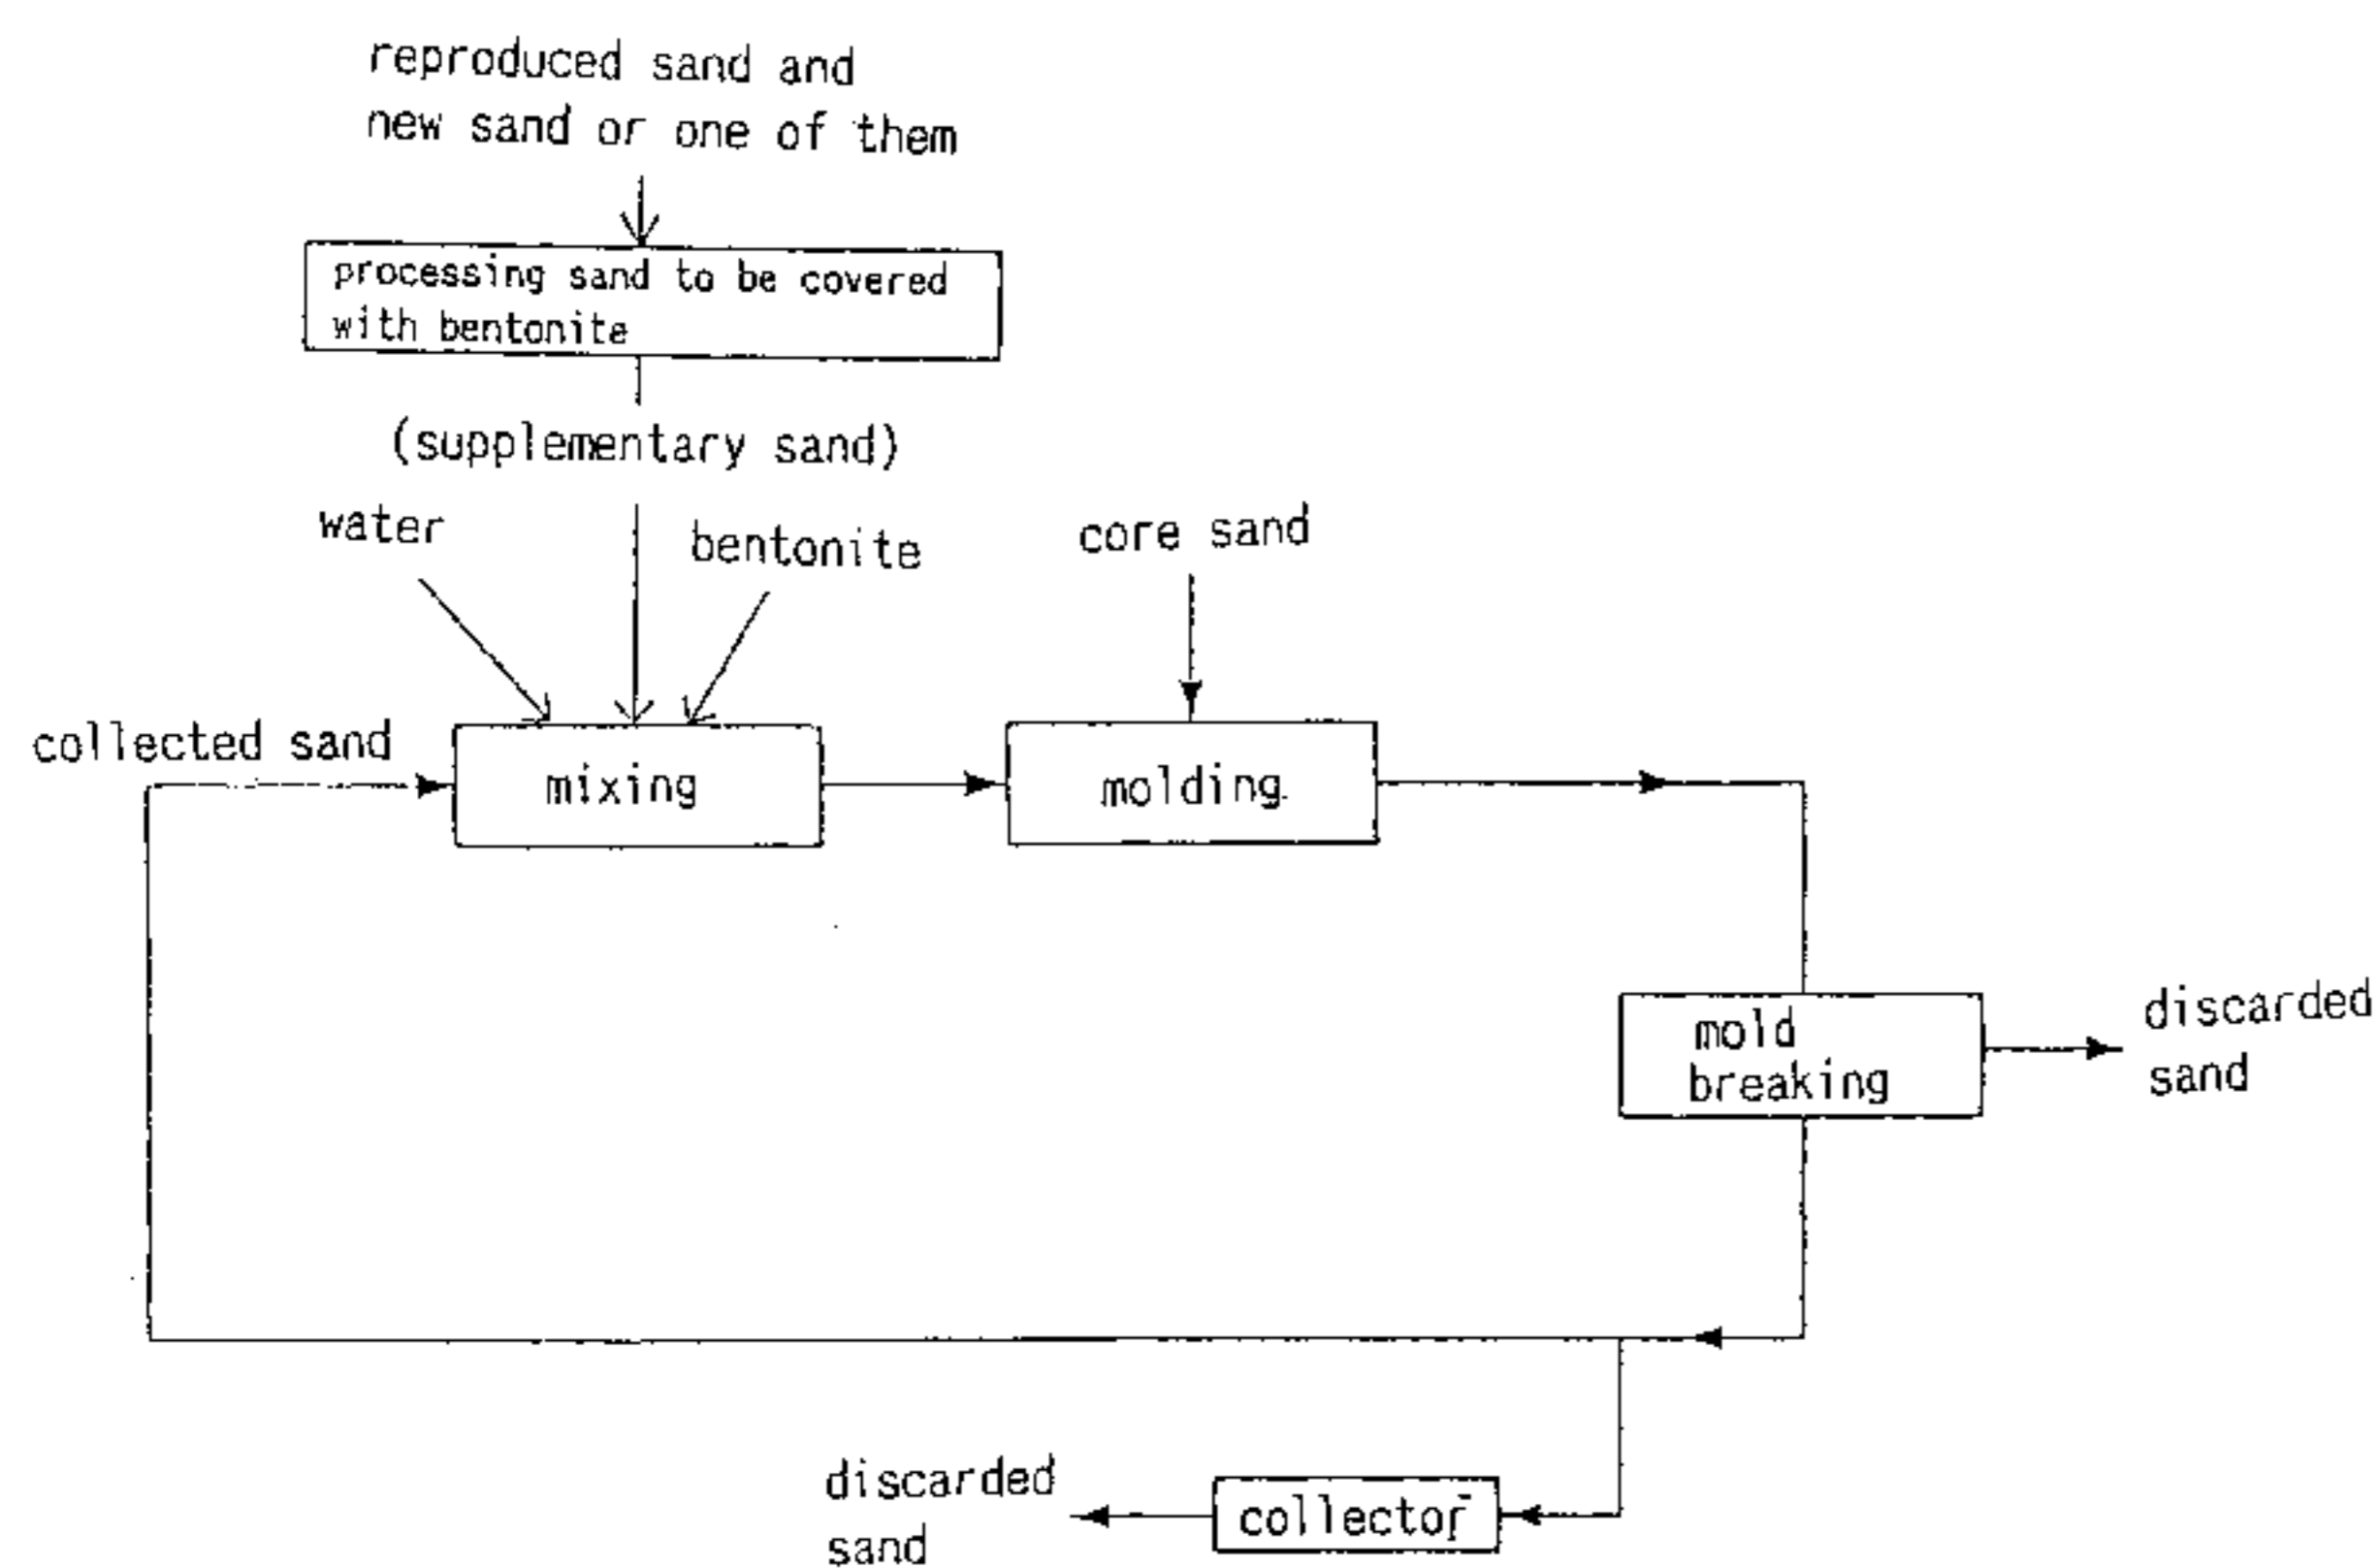 reproduced sand and
new sand or one of them
processing sand to be covered
with bentonite
(supplementary sand)
water
bentonite
core sand
collected sand
mixing
molding
mold
breaking
discarded
sand
discarded
sand
collector